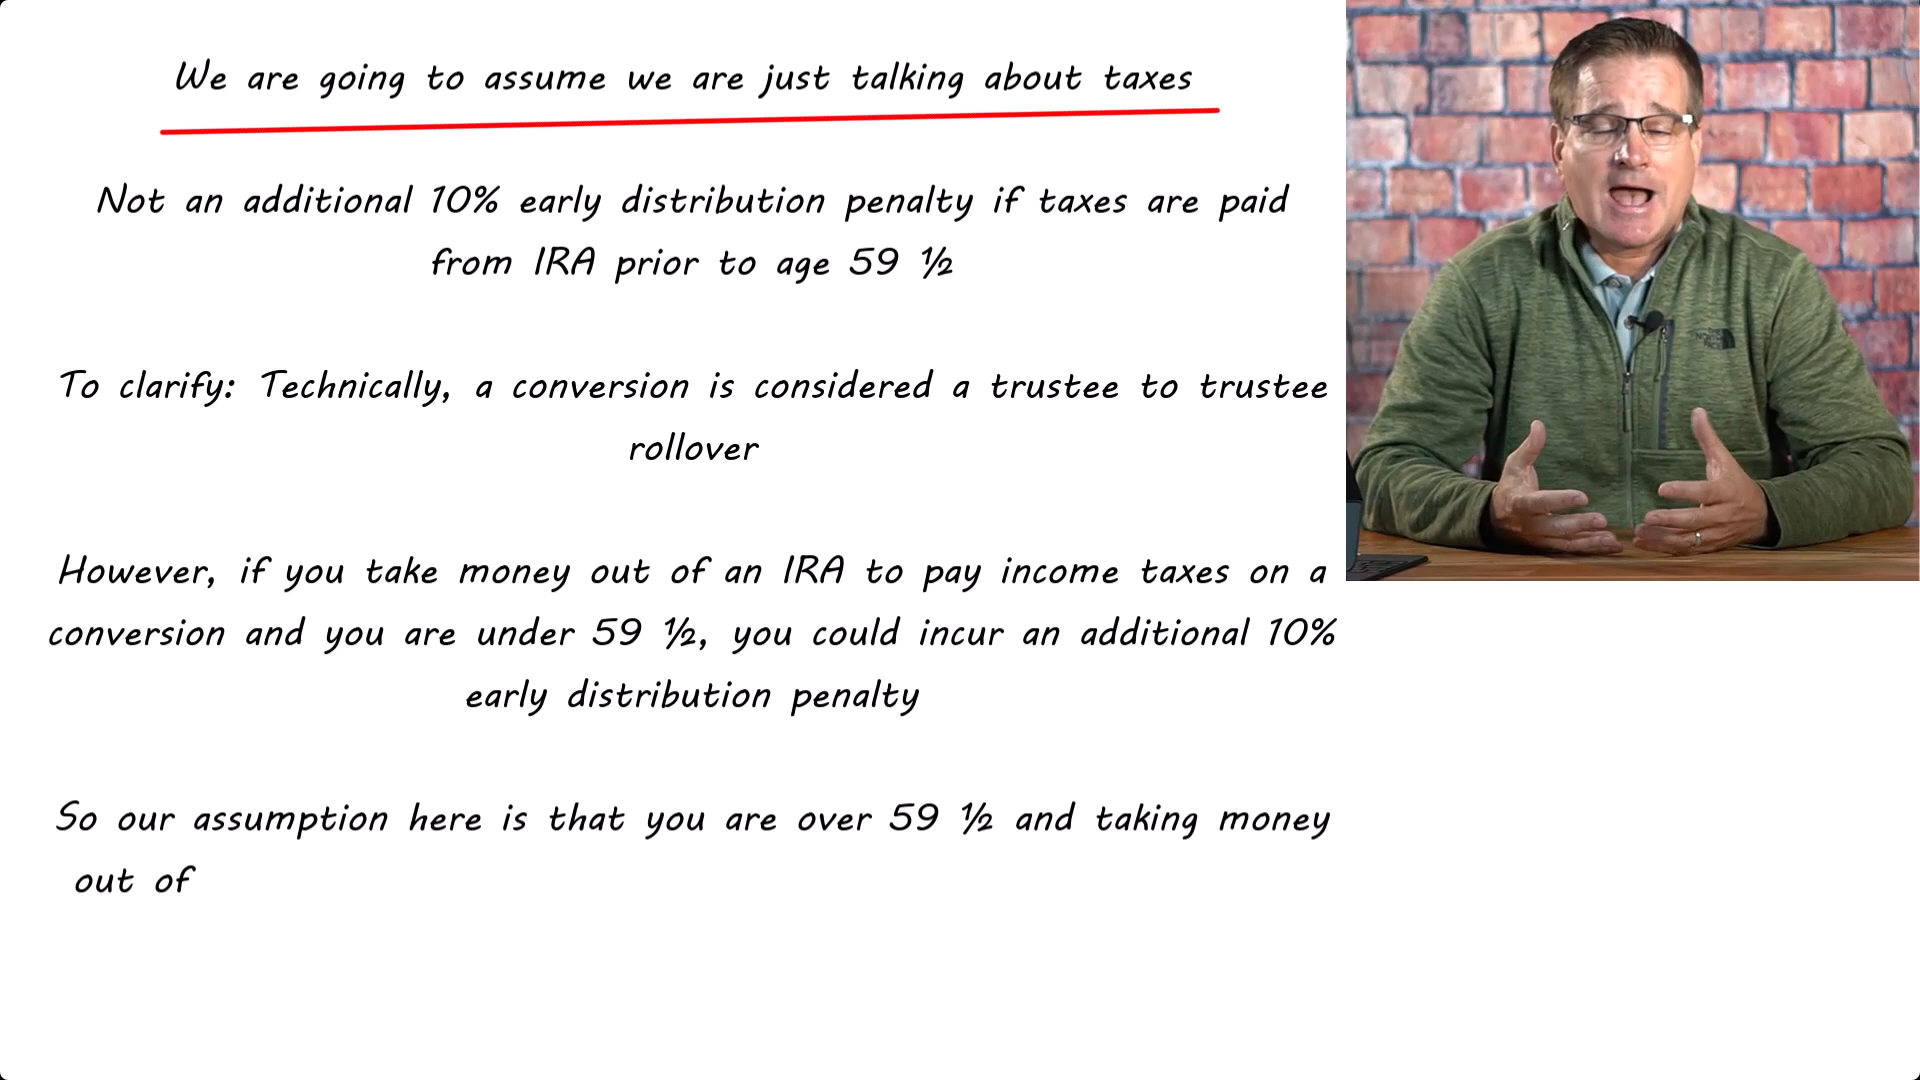 We are going to assume we are just talking about taxes
Not an additional 10% early distribution penalty if taxes are paid
from IRA prior to age 59 ½
To clarify: Technically, a conversion is considered a trustee to trustee
rollover
However, if you take money out of an IRA to pay income taxes on a
conversion and you are under 59 ½, you could incur an additional 10%
early distribution penalty
So our assumption here is that you are over 59 ½ and taking money
out of
THE
NORTH
FACE